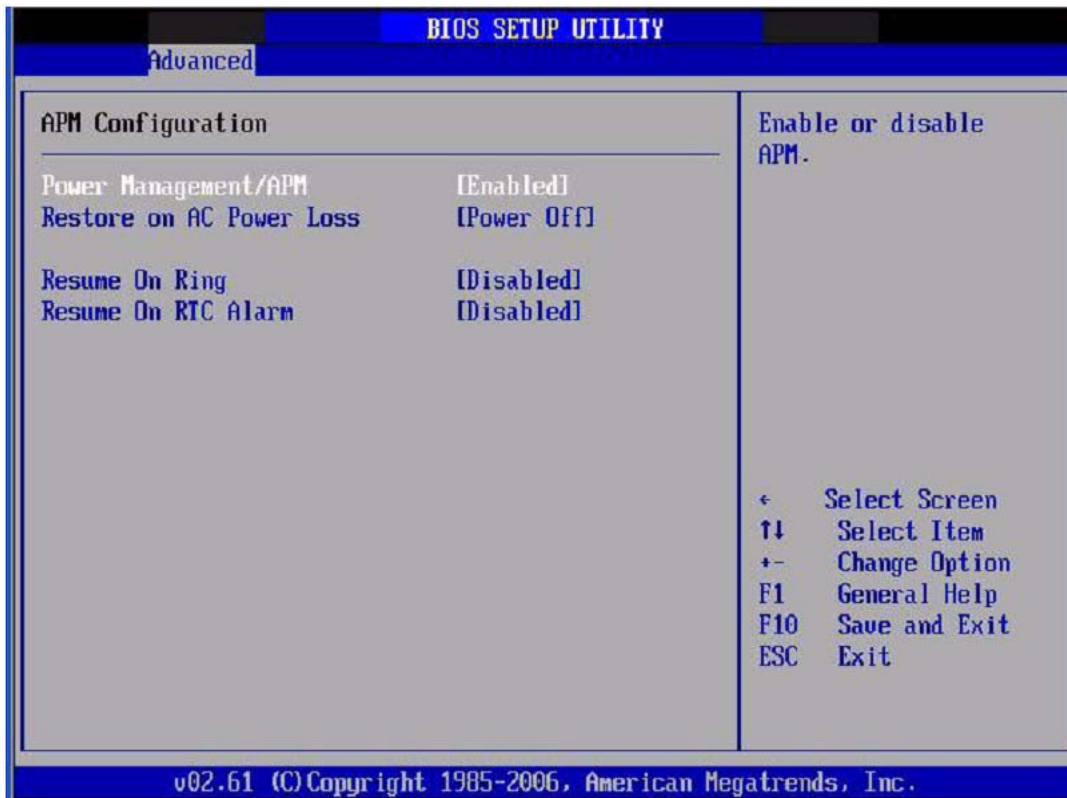 BIOS SETUP UTILITY
Advanced
APM Configuration
Power Management/APM [Enabled]
Restore on AC Power Loss [Power Off]
Resume On Ring [Disabled]
Resume On RTC Alarm [Disabled]
Enable or disable
APM.
← Select Screen
↑↓ Select Item
+- Change Option
F1 General Help
F10 Save and Exit
ESC Exit
v02.61 (C)Copyright 1985-2006, American Megatrends, Inc.